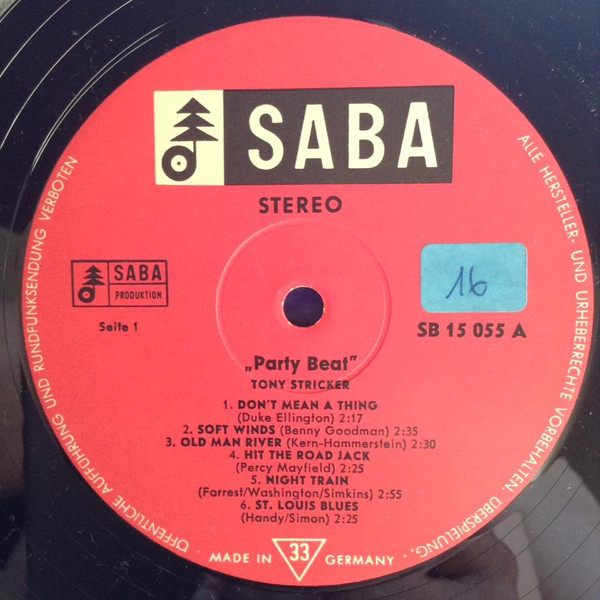 SABA
STEREO
SABA
PRODUKTION
Seite 1
16
SB 15 055 A
„Party Beat"
TONY STRICKER
1. DON'T MEAN A THING
(Duke Ellington) 2:17
2. SOFT WINDS (Benny Goodman) 2:35
3. OLD MAN RIVER (Kern-Hammerstein) 2:30
4. HIT THE ROAD JACK
(Percy Mayfield) 2:25
5. NIGHT TRAIN
(Forrest/Washington/Simkins) 2:55
6. ST. LOUIS BLUES
(Handy/Simon) 2:25
MADE IN 33 GERMANY
ALLE HERSTELLER- UND URHEBERRECHTE VORBEHALTEN. ÜBERSPIELUNG,
ÖFFENTLICHE AUFFÜHRUNG UND RUNDFUNKSENDUNG VERBOTEN